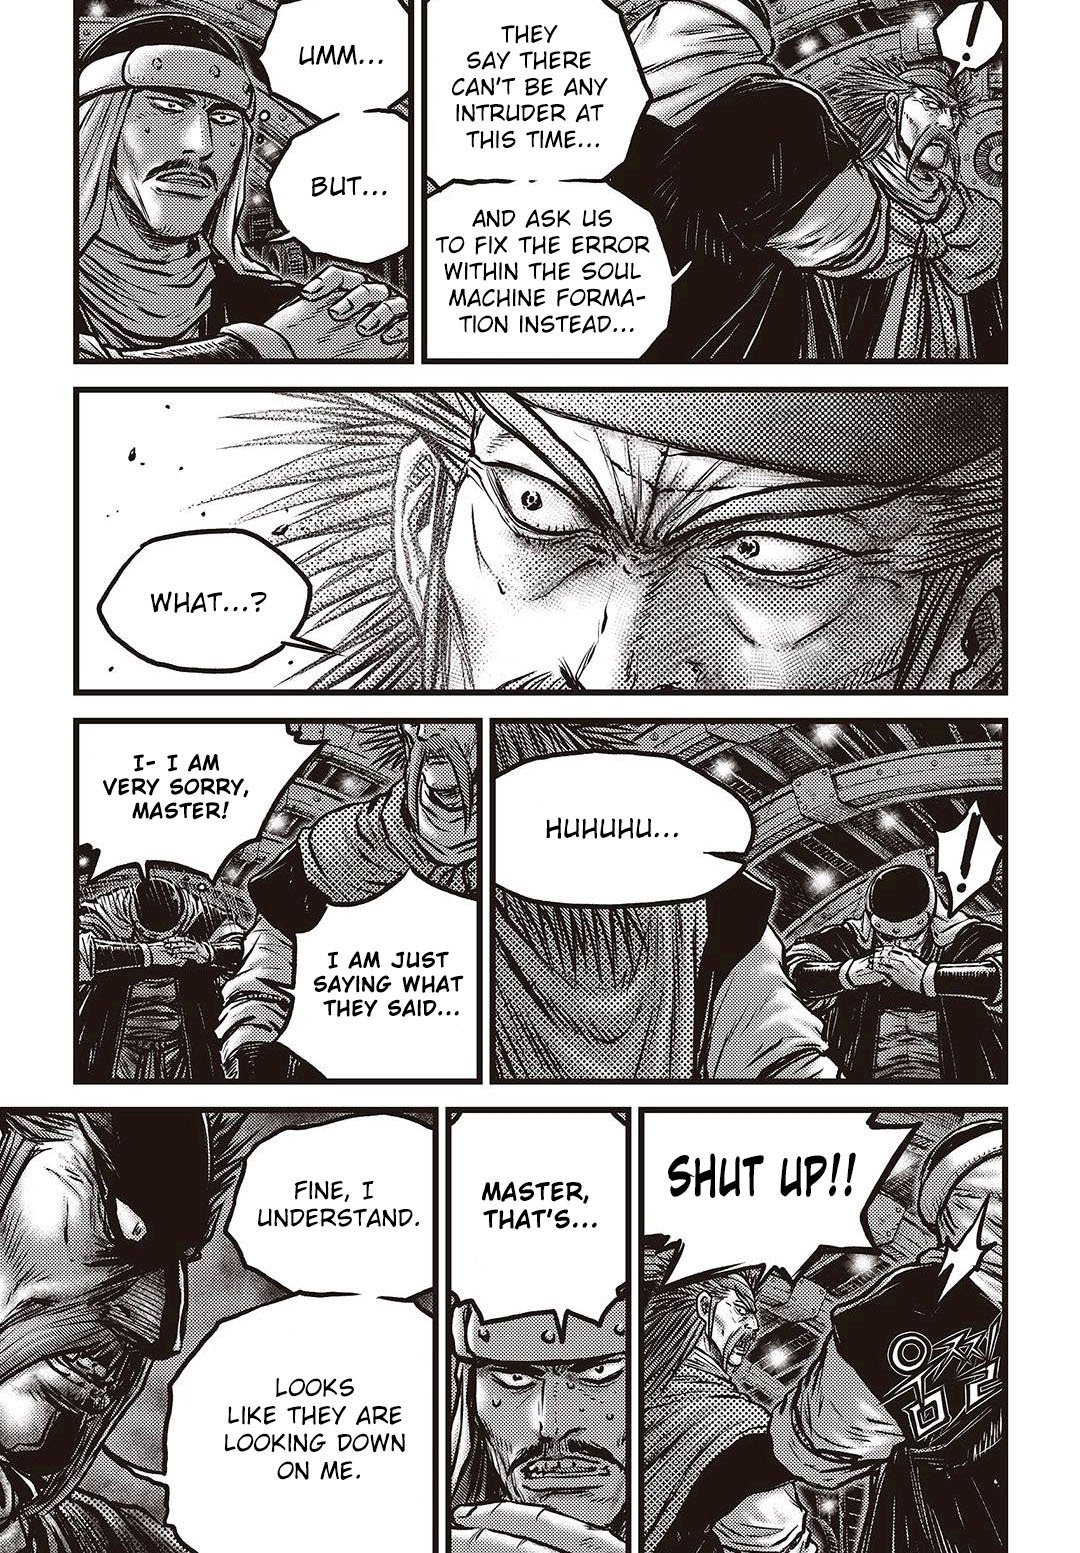 UMM...
BUT...
THEY
SAY THERE
CAN'T BE ANY
INTRUDER AT
THIS TIME...
AND ASK US
TO FIX THE ERROR
WITHIN THE SOUL
MACHINE FORMA-
TION INSTEAD...
!
WHAT...?
I- I AM
VERY SORRY,
MASTER!
I AM JUST
SAYING WHAT
THEY SAID...
HUHUHU...
!
FINE, I
UNDERSTAND.
LOOKS
LIKE THEY ARE
LOOKING DOWN
ON ME.
MASTER,
THAT'S...
SHUT UP!!